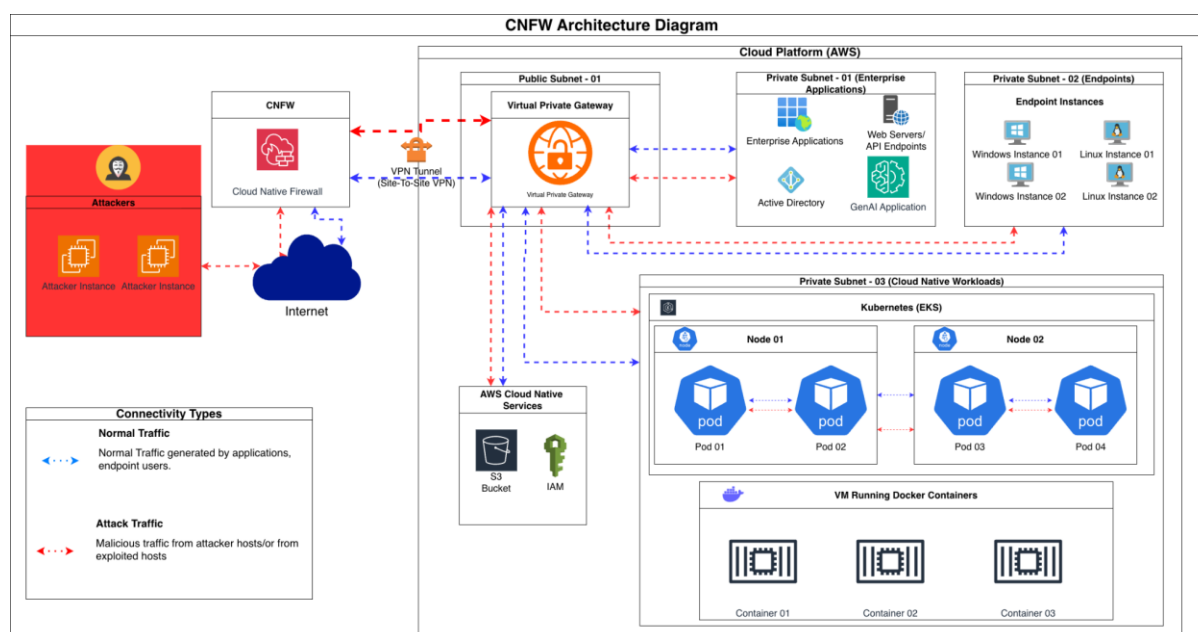 CNFW Architecture Diagram
Cloud Platform (AWS)
Public Subnet - 01
Virtual Private Gateway
Virtual Private Gateway
Private Subnet - 01 (Enterprise
Applications)
Enterprise Applications
Web Servers/
API Endpoints
Active Directory
GenAI Application
Private Subnet - 02 (Endpoints)
Endpoint Instances
Windows Instance 01
Linux Instance 01
Windows Instance 02
Linux Instance 02
CNFW
Cloud Native Firewall
VPN Tunnel
(Site-To-Site VPN)
Attackers
Attacker Instance
Attacker Instance
Internet
Private Subnet - 03 (Cloud Native Workloads)
Kubernetes (EKS)
node
Node 01
pod
Pod 01
pod
Pod 02
node
Node 02
pod
Pod 03
pod
Pod 04
VM Running Docker Containers
Container 01
Container 02
Container 03
AWS Cloud Native
Services
S3
Bucket
IAM
Connectivity Types
Normal Traffic
Normal Traffic generated by applications,
endpoint users.
Attack Traffic
Malicious traffic from attacker hosts/or from
exploited hosts